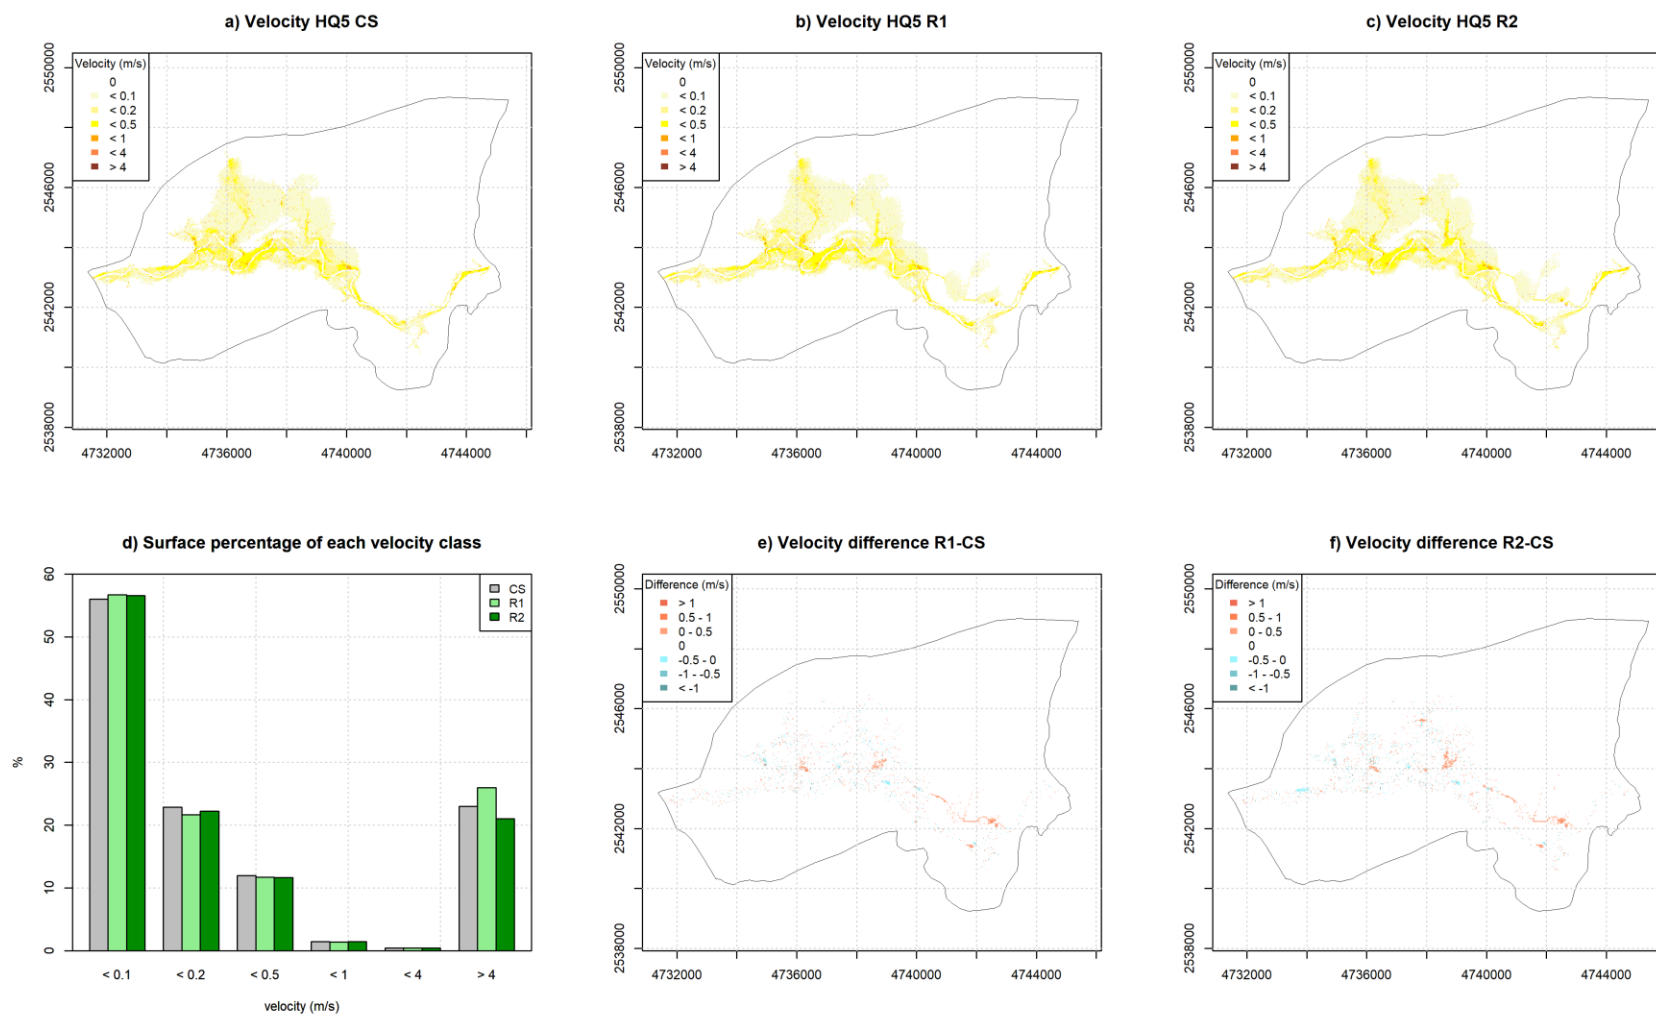 a) Velocity HQ5 CS
2550000
2546000
2542000
2538000
Velocity (m/s)
0
< 0.1
< 0.2
< 0.5
< 1
< 4
> 4
4732000 4736000 4740000 4744000
b) Velocity HQ5 R1
2550000
2546000
2542000
2538000
Velocity (m/s)
0
< 0.1
< 0.2
< 0.5
< 1
< 4
> 4
4732000 4736000 4740000 4744000
c) Velocity HQ5 R2
2550000
2546000
2542000
2538000
Velocity (m/s)
0
< 0.1
< 0.2
< 0.5
< 1
< 4
> 4
4732000 4736000 4740000 4744000
d) Surface percentage of each velocity class
%
60
50
40
30
20
10
0
CS
R1
R2
< 0.1 < 0.2 < 0.5 < 1 < 4 > 4
velocity (m/s)
e) Velocity difference R1-CS
2550000
2546000
2542000
2538000
Difference (m/s)
> 1
0.5 - 1
0 - 0.5
0
-0.5 - 0
-1 - -0.5
< -1
4732000 4736000 4740000 4744000
f) Velocity difference R2-CS
2550000
2546000
2542000
2538000
Difference (m/s)
> 1
0.5 - 1
0 - 0.5
0
-0.5 - 0
-1 - -0.5
< -1
4732000 4736000 4740000 4744000